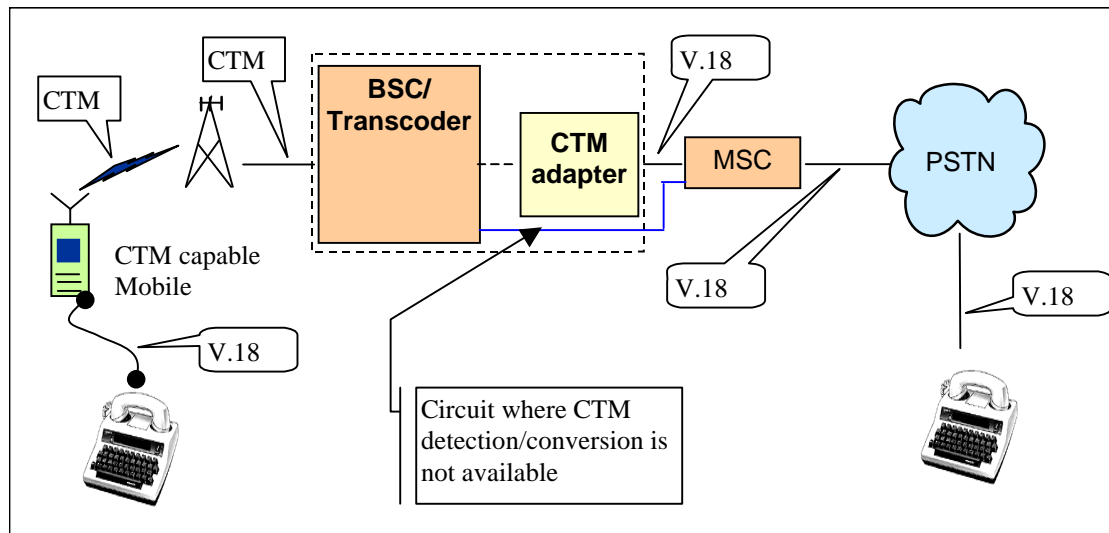 CTM
CTM
BSC/
Transcoder
CTM
adapter
V.18
MSC
PSTN
CTM capable
Mobile
V.18
V.18
V.18
Circuit where CTM
detection/conversion is
not available